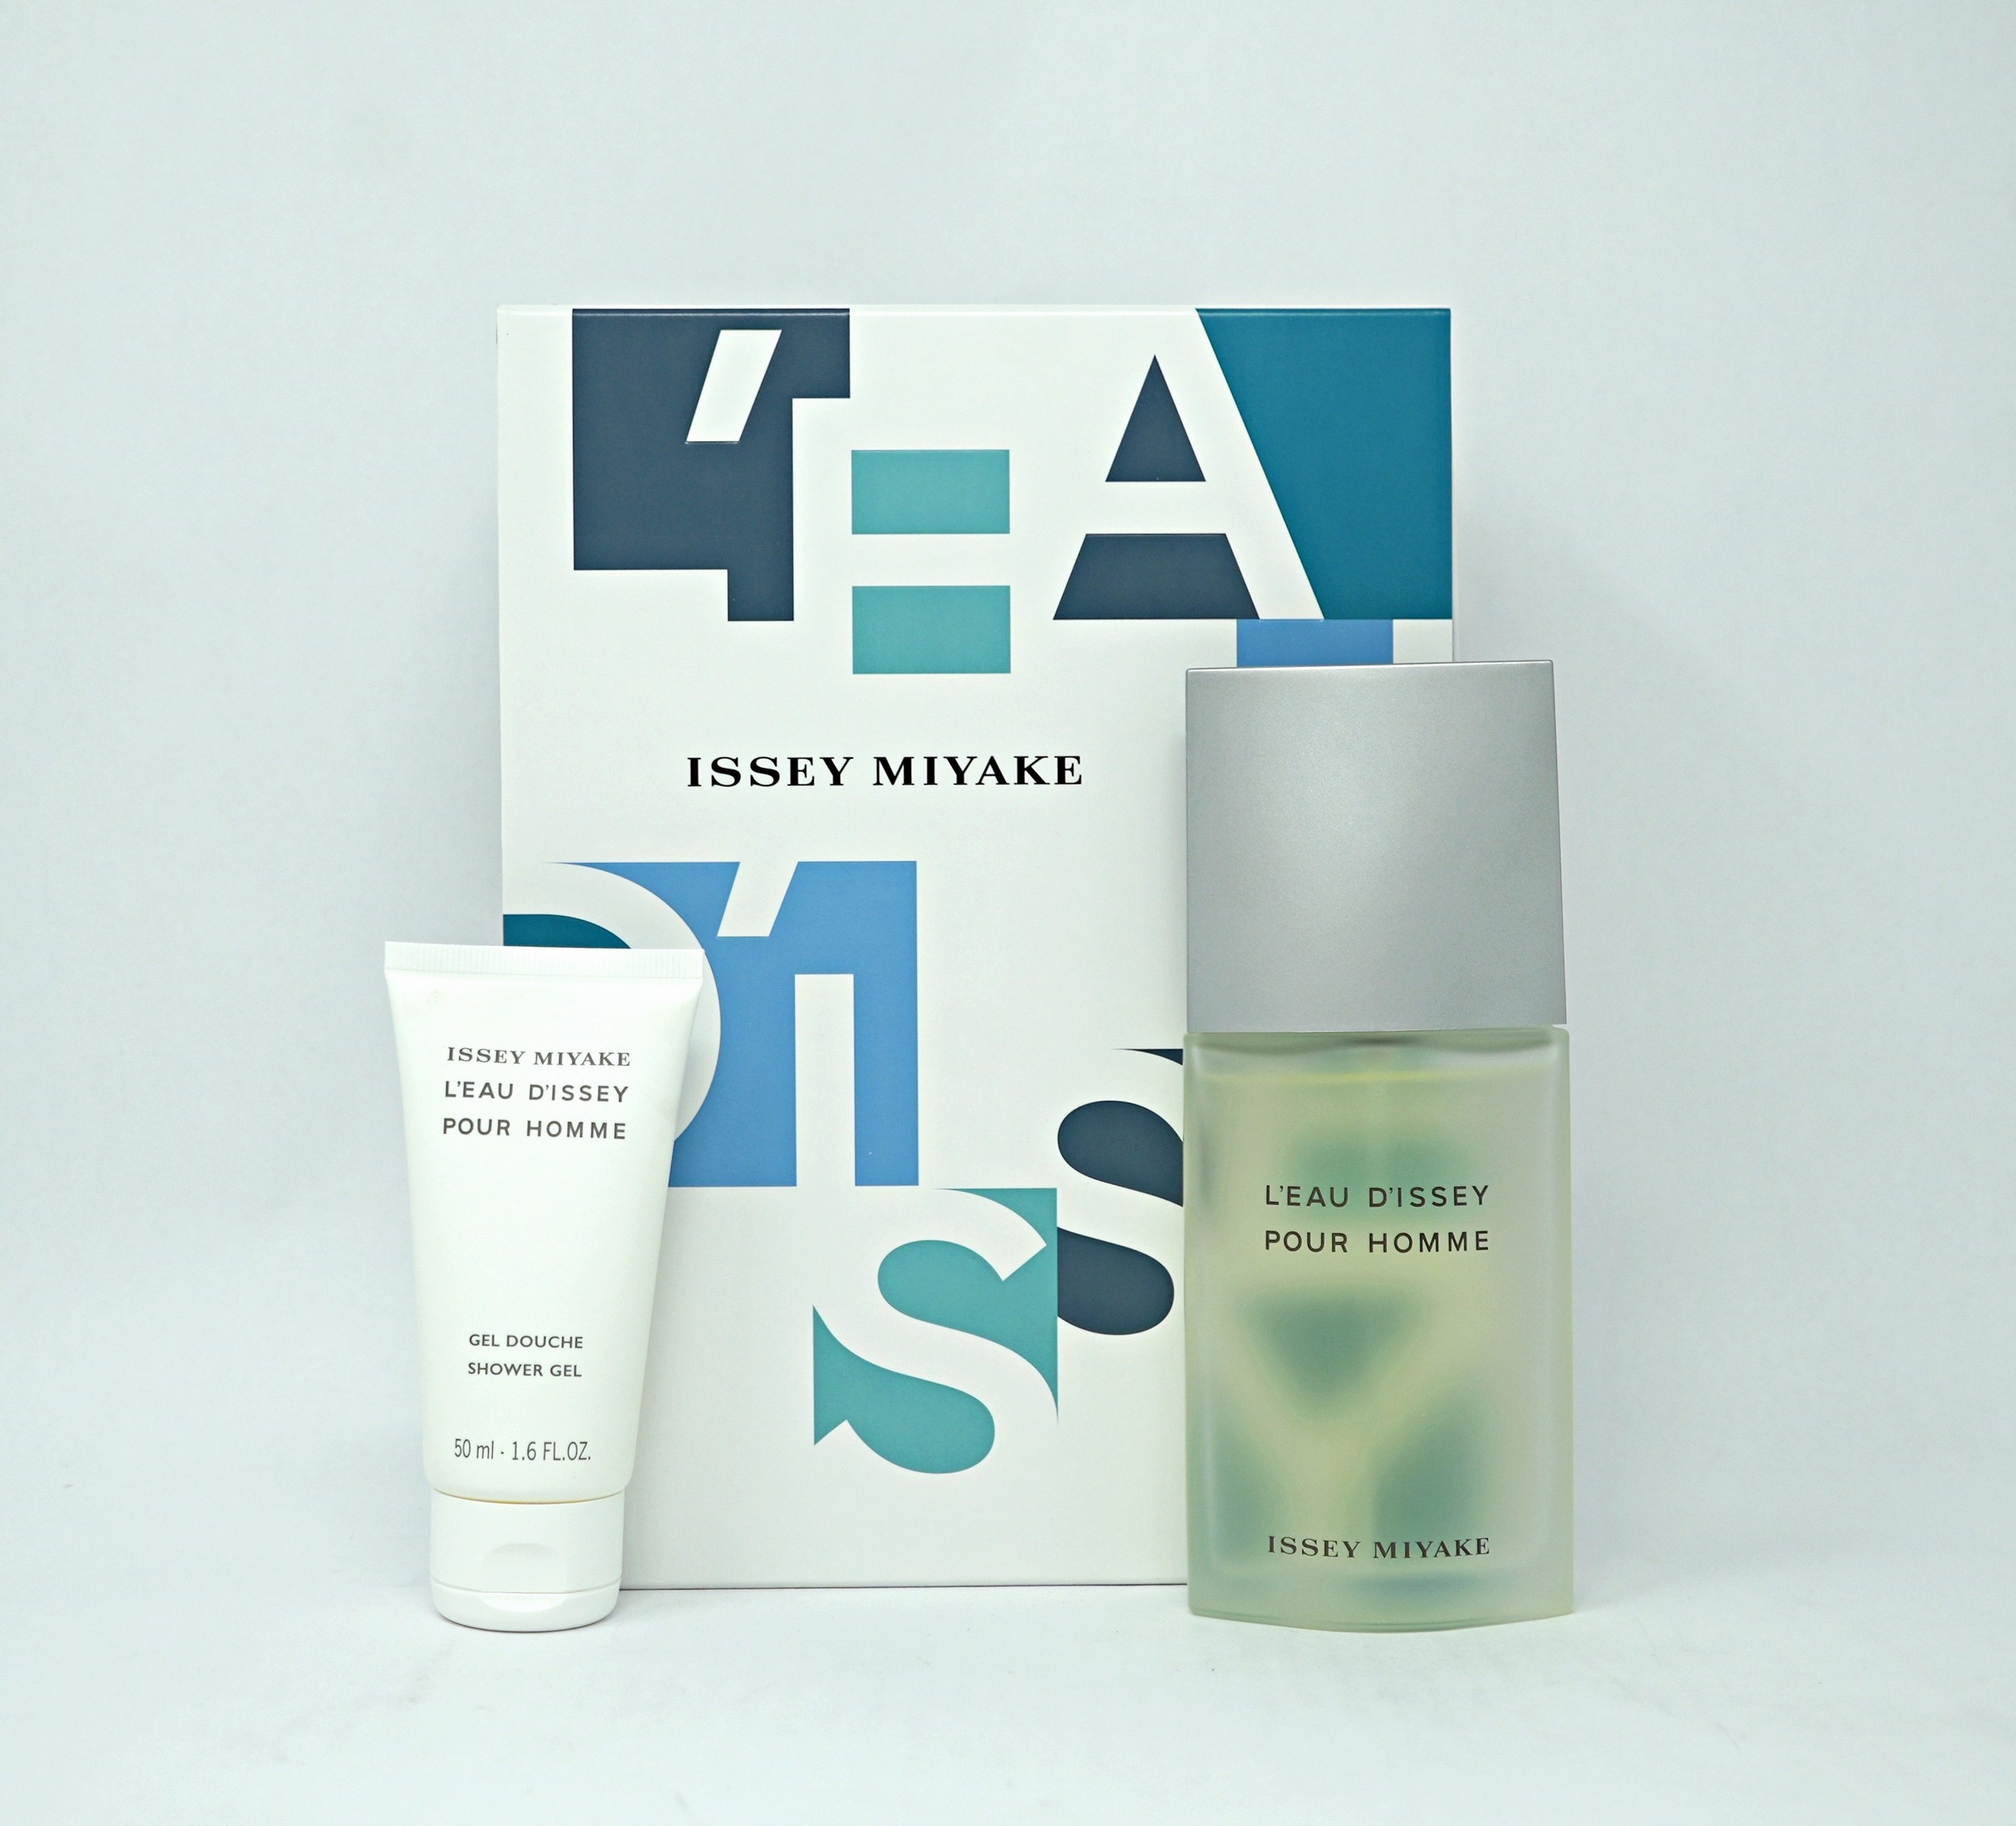 L'EA
ISSEY MIYAKE
D'I
S
S
ISSEY MIYAKE
L'EAU D'ISSEY
POUR HOMME
GEL DOUCHE
SHOWER GEL
50 ml · 1.6 FL.OZ.
L'EAU D'ISSEY
POUR HOMME
ISSEY MIYAKE